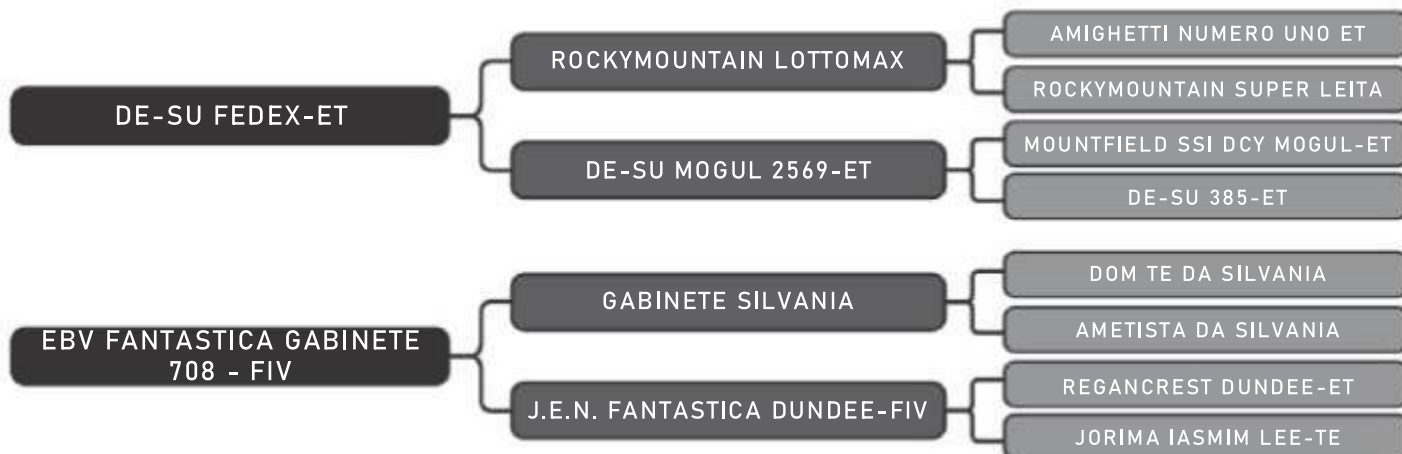 DE-SU FEDEX-ET
ROCKYMOUNTAIN LOTTOMAX
AMIGHETTI NUMERO UNO ET
ROCKYMOUNTAIN SUPER LEITA
DE-SU MOGUL 2569-ET
MOUNTFIELD SSI DCY MOGUL-ET
DE-SU 385-ET
EBV FANTASTICA GABINETE
708 - FIV
GABINETE SILVANIA
DOM TE DA SILVANIA
AMETISTA DA SILVANIA
J.E.N. FANTASTICA DUNDEE-FIV
REGANCREST DUNDEE-ET
JORIMA IASMIM LEE-TE